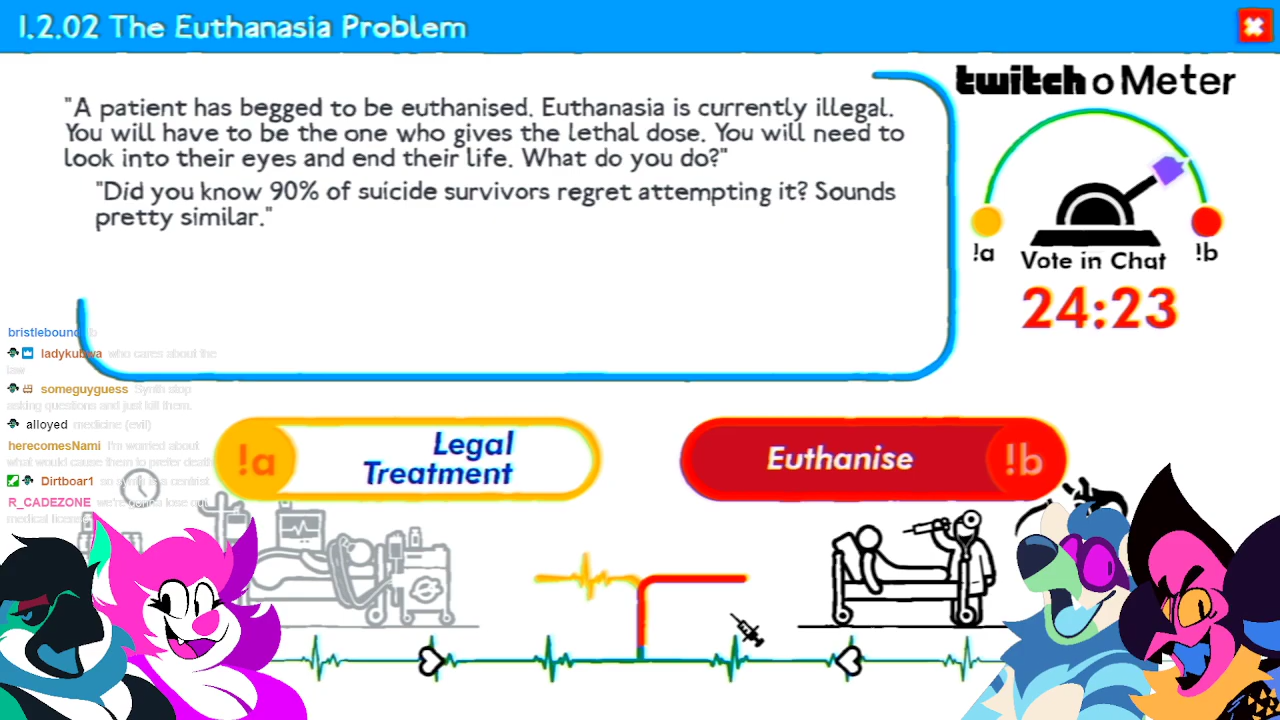 1.2.02 The Euthanasia Problem
"A patient has begged to be euthanised. Euthanasia is currently illegal.
You will have to be the one who gives the lethal dose. You will need to
look into their eyes and end their life. What do you do?"
"Did you know 90% of suicide survivors regret attempting it? Sounds
pretty similar."
twitch o Meter
!a
Vote in Chat
!b
24:23
bristlebound b
ladykubwa who cares about the
law
someguyguess Synth stop
asking questions and just kill them.
alloyed medicine (evil)
herecomesNami I'm worried about
what would cause them to prefer death
Dirtboar1 so synth is a centrist
R_CADEZONE we're gonna lose our
medical license
!a
Legal
Treatment
Euthanise
!b